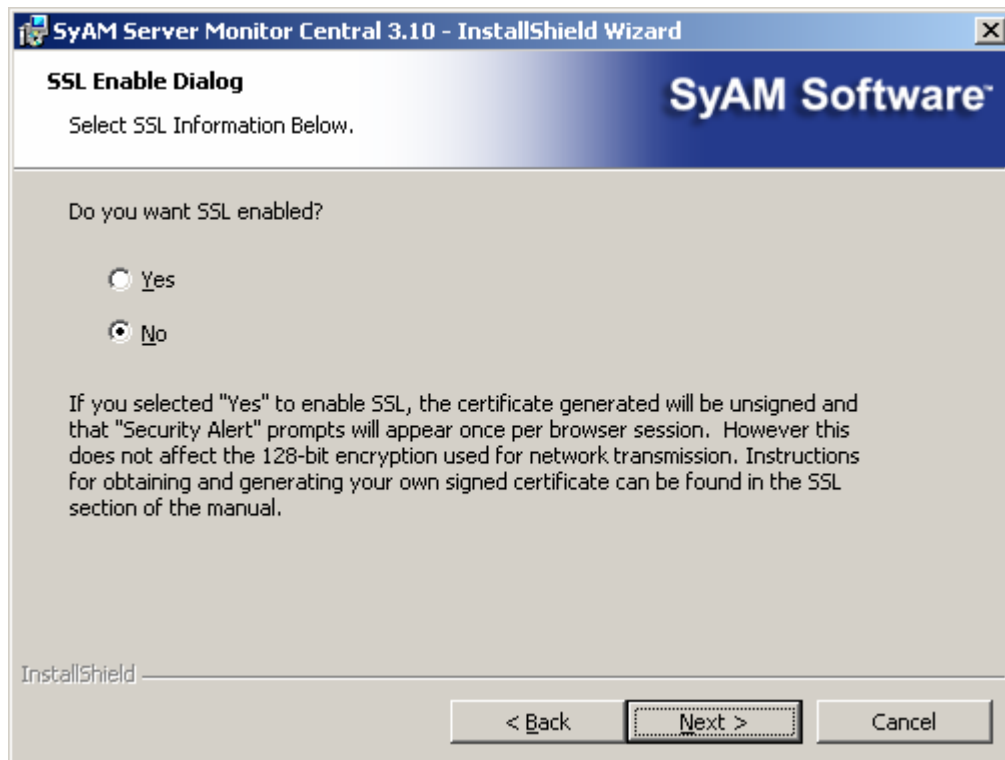 SyAM Server Monitor Central 3.10 - InstallShield Wizard
SSL Enable Dialog
SyAM Software™
Select SSL Information Below.
Do you want SSL enabled?
Yes
No
If you selected "Yes" to enable SSL, the certificate generated will be unsigned and
that "Security Alert" prompts will appear once per browser session.  However this
does not affect the 128-bit encryption used for network transmission. Instructions
for obtaining and generating your own signed certificate can be found in the SSL
section of the manual.
InstallShield
< Back
Next >
Cancel